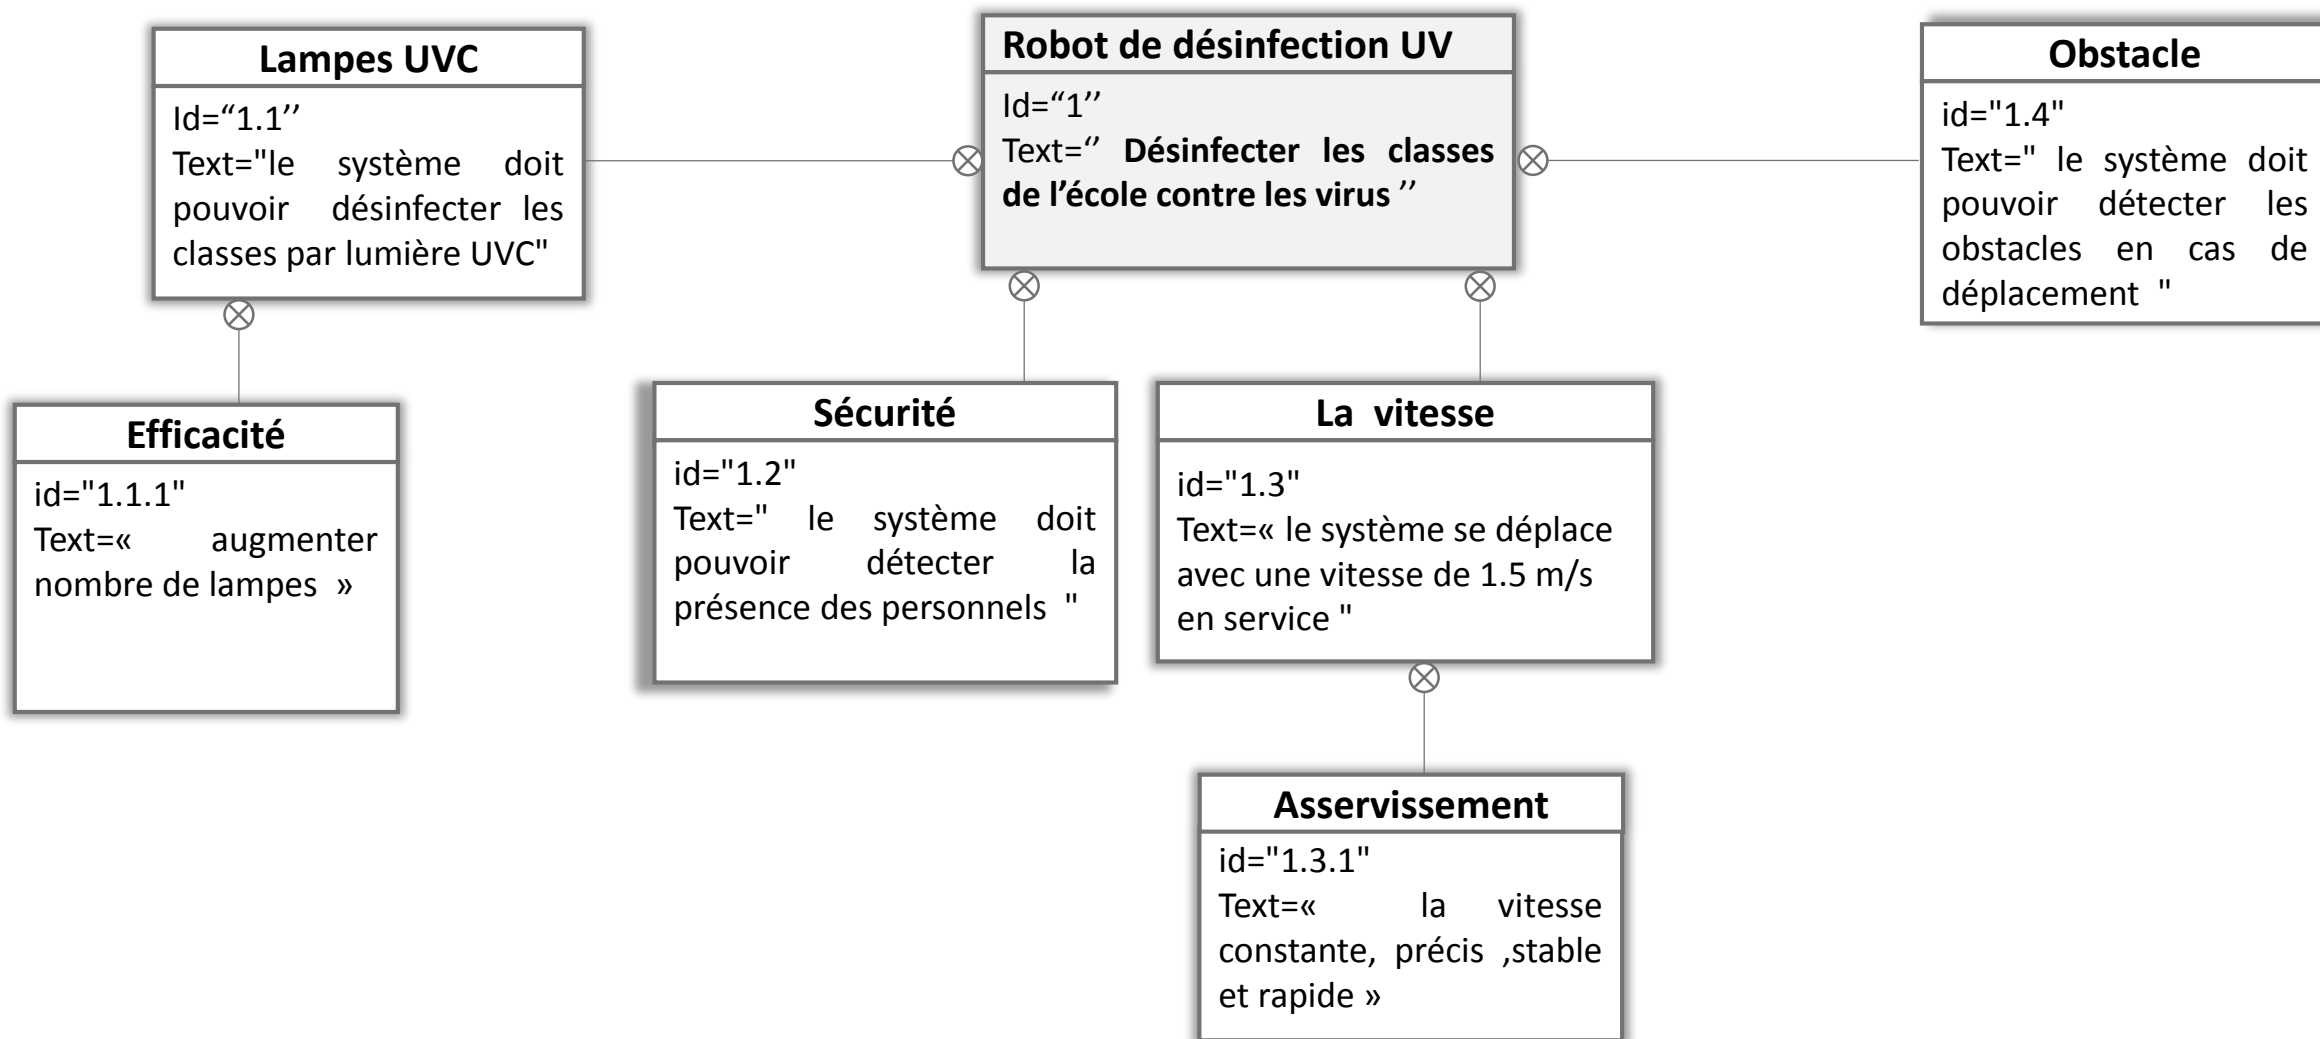 Lampes UVC
Id=“1.1’’
Text="le système doit
pouvoir désinfecter les
classes par lumière UVC"
Robot de désinfection UV
Id=“1’’
Text=‘’ Désinfecter les classes
de l’école contre les virus ’’
Obstacle
id="1.4"
Text=" le système doit
pouvoir détecter les
obstacles en cas de
déplacement "
Efficacité
id="1.1.1"
Text=« augmenter
nombre de lampes »
Sécurité
id="1.2"
Text=" le système doit
pouvoir détecter la
présence des personnels "
La vitesse
id="1.3"
Text=« le système se déplace
avec une vitesse de 1.5 m/s
en service "
Asservissement
id="1.3.1"
Text=« la vitesse
constante, précis ,stable
et rapide »